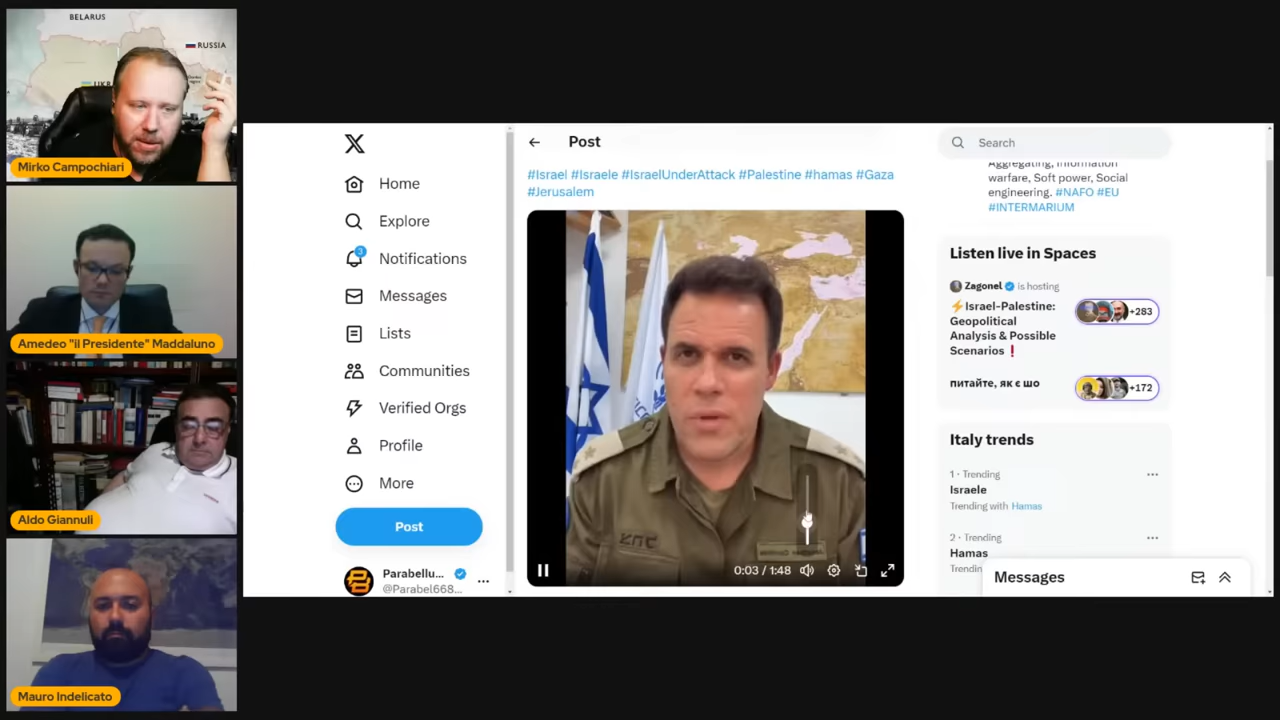 BELARUS
RUSSIA
UKR
Mirko Campochiari
Amedeo "il Presidente" Maddaluno
Aldo Giannuli
Mauro Indelicato
Home
Explore
3
Notifications
Messages
Lists
Communities
Verified Orgs
Profile
More
Post
Parabellu...
@Parabel668...
Post
#Israel #Israele #IsraelUnderAttack #Palestine #hamas #Gaza
#Jerusalem
צה״ל
0:03 / 1:48
Search
Aggregating, Information
warfare, Soft power, Social
engineering. #NAFO #EU
#INTERMARIUM
Listen live in Spaces
Zagonel is hosting
⚡Israel-Palestine:
Geopolitical
Analysis & Possible
Scenarios❗
+283
питайте, як є шо
+172
Italy trends
1 · Trending
Israele
Trending with Hamas
2 · Trending
Hamas
Trendin
Messages